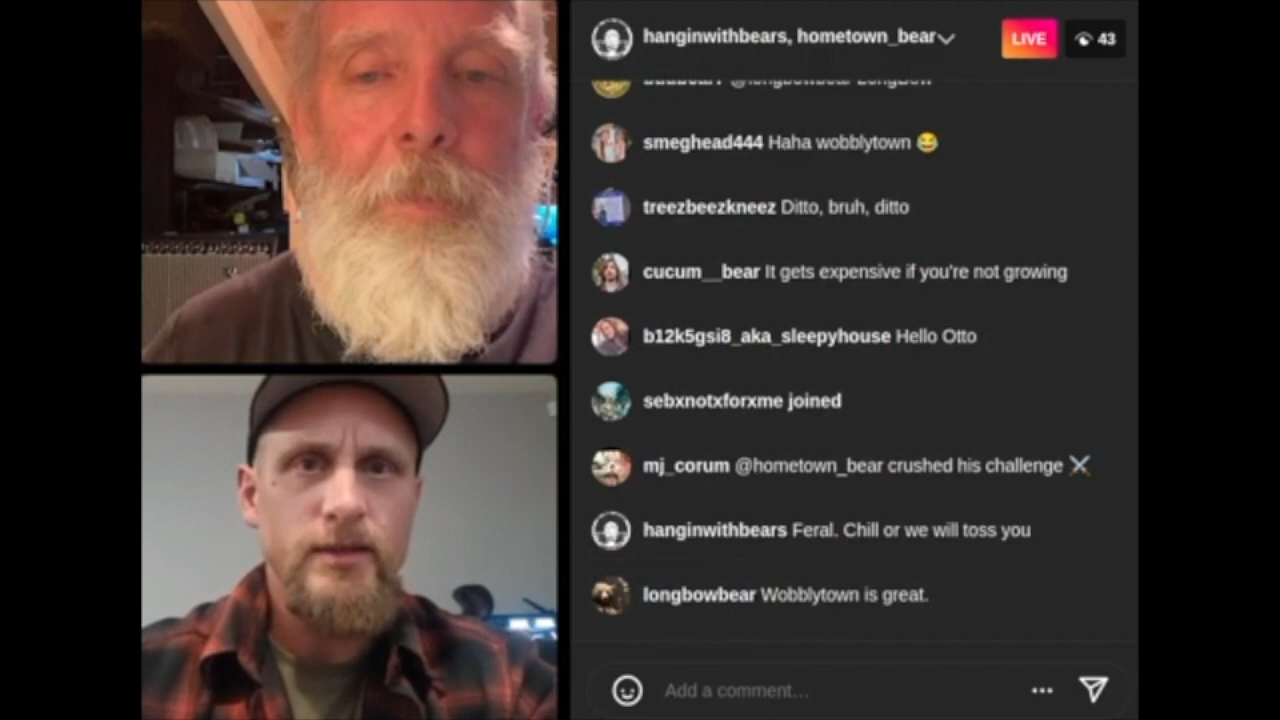 hanginwithbears, hometown_bear
LIVE
43
smeghead444 Haha wobblytown 😂
treezbeezkneez Ditto, bruh, ditto
cucum__bear It gets expensive if you're not growing
b12k5gsi8_aka_sleepyhouse Hello Otto
sebxnotxforxme joined
mj_corum @hometown_bear crushed his challenge ⚔
hanginwithbears Feral. Chill or we will toss you
longbowbear Wobblytown is great.
Add a comment…